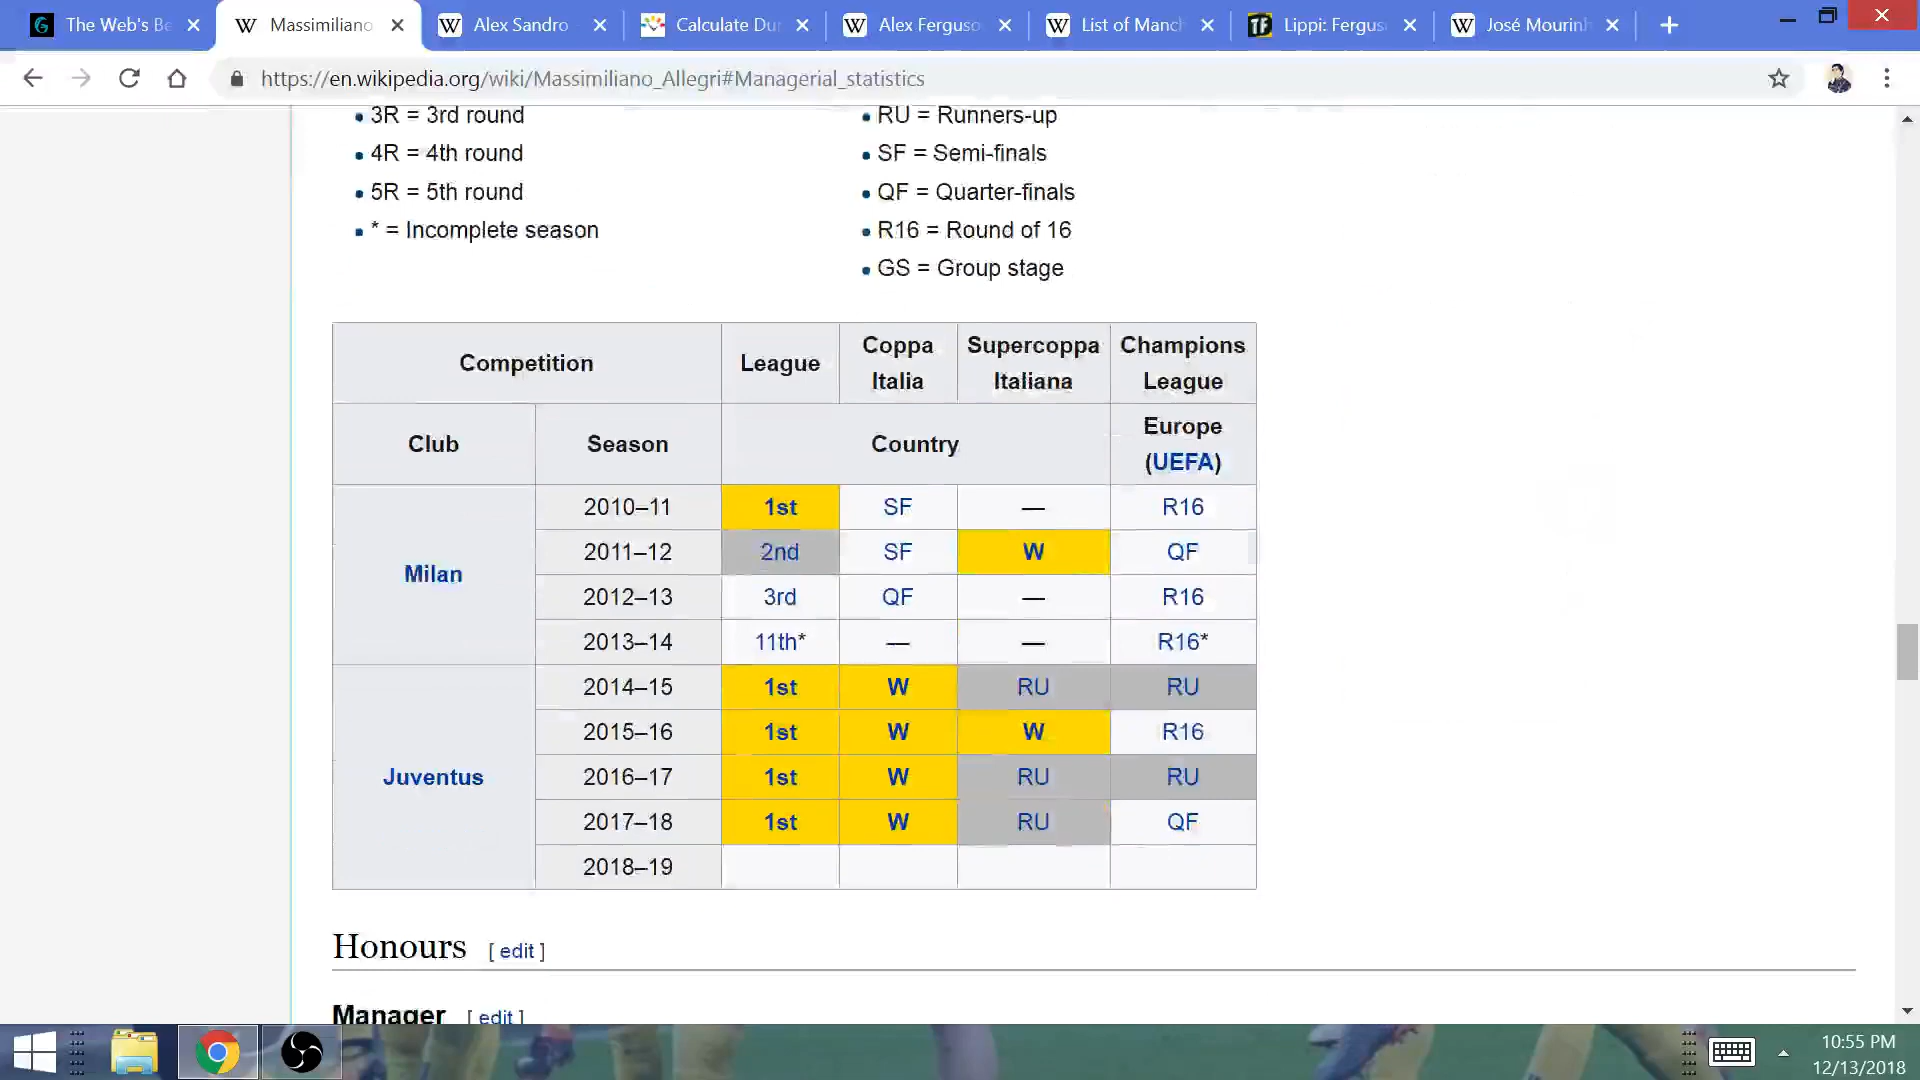 The Web's Be
Massimiliano
Alex Sandro
Calculate Dur
Alex Ferguso
List of Manch
Lippi: Fergus
José Mourinh
https://en.wikipedia.org/wiki/Massimiliano_Allegri#Managerial_statistics
3R = 3rd round
4R = 4th round
5R = 5th round
* = Incomplete season
RU = Runners-up
SF = Semi-finals
QF = Quarter-finals
R16 = Round of 16
GS = Group stage
Competition League Coppa Italia Supercoppa Italiana Champions League
Club Season Country Europe (UEFA)
Milan
2010–11 1st SF — R16
2011–12 2nd SF W QF
2012–13 3rd QF — R16
2013–14 11th* — — R16*
Juventus
2014–15 1st W RU RU
2015–16 1st W W R16
2016–17 1st W RU RU
2017–18 1st W RU QF
2018–19
Honours [ edit ]
Manager [ edit ]
10:55 PM
12/13/2018